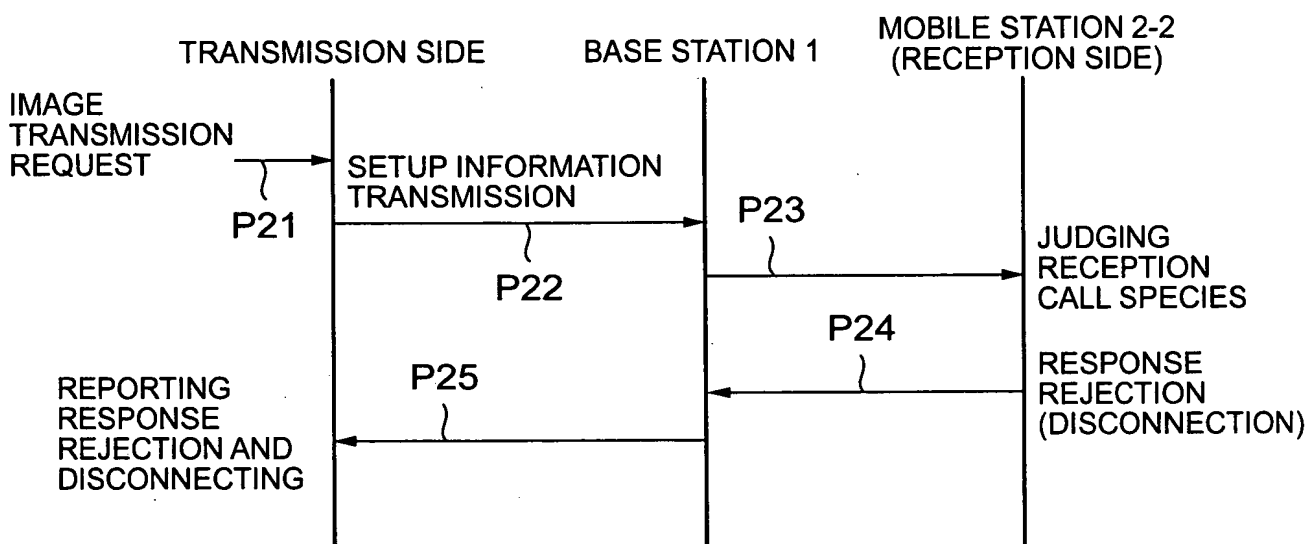 TRANSMISSION SIDE
BASE STATION 1
MOBILE STATION 2-2
(RECEPTION SIDE)
IMAGE
TRANSMISSION
REQUEST
P21
SETUP INFORMATION
TRANSMISSION
P22
P23
JUDGING
RECEPTION
CALL SPECIES
P24
RESPONSE
REJECTION
(DISCONNECTION)
P25
REPORTING
RESPONSE
REJECTION AND
DISCONNECTING